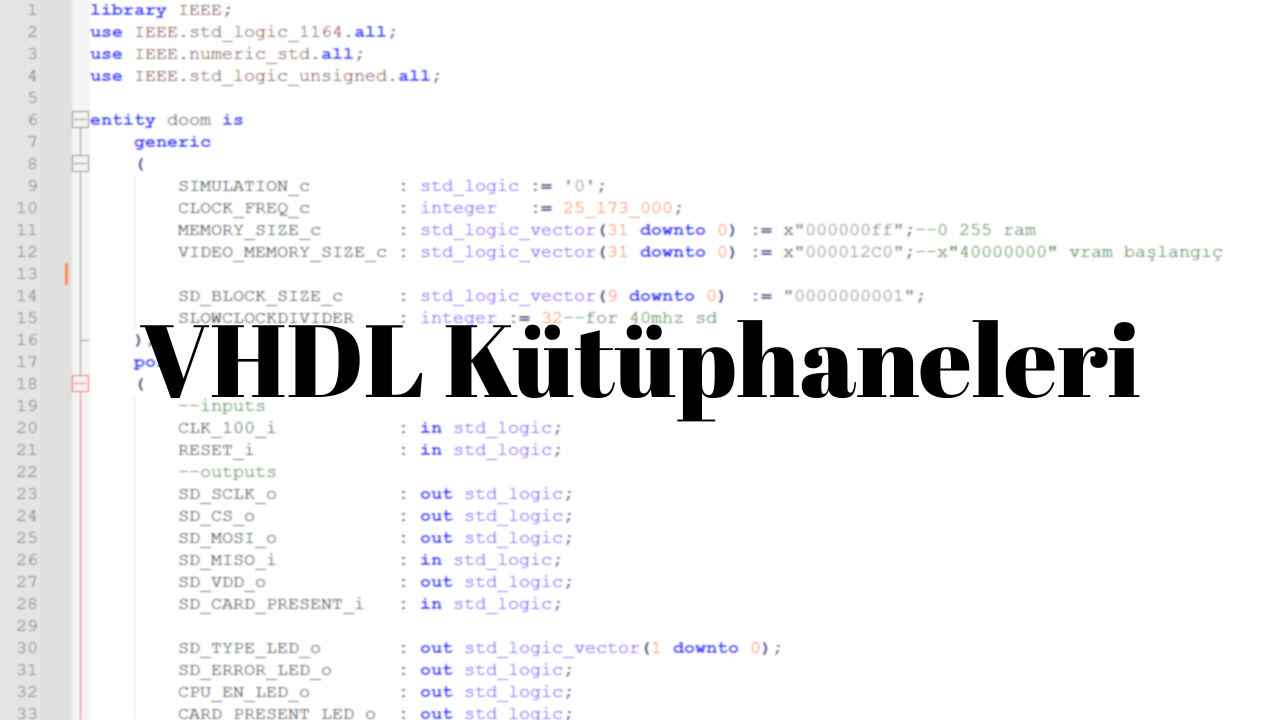 1 library IEEE;
2 use IEEE.std_logic_1164.all;
3 use IEEE.numeric_std.all;
4 use IEEE.std_logic_unsigned.all;
5
6 entity doom is
7 generic
8 (
9 SIMULATION_c : std_logic := '0';
10 CLOCK_FREQ_c : integer := 25_173_000;
11 MEMORY_SIZE_c : std_logic_vector(31 downto 0) := x"000000ff";--0 255 ram
12 VIDEO_MEMORY_SIZE_c : std_logic_vector(31 downto 0) := x"000012C0";--x"40000000" vram başlangıç
13
14 SD_BLOCK_SIZE_c : std_logic_vector(9 downto 0) := "0000000001";
15 SLOWCLOCKDIVIDER : integer := 32--for 40mhz sd
16 )
VHDL Kütüphaneleri
17
18 (
19 --inputs
20 CLK_100_i : in std_logic;
21 RESET_i : in std_logic;
22 --outputs
23 SD_SCLK_o : out std_logic;
24 SD_CS_o : out std_logic;
25 SD_MOSI_o : out std_logic;
26 SD_MISO_i : in std_logic;
27 SD_VDD_o : out std_logic;
28 SD_CARD_PRESENT_i : in std_logic;
29
30 SD_TYPE_LED_o : out std_logic_vector(1 downto 0);
31 SD_ERROR_LED_o : out std_logic;
32 CPU_EN_LED_o : out std_logic;
33 CARD_PRESENT_LED_o : out std_logic;